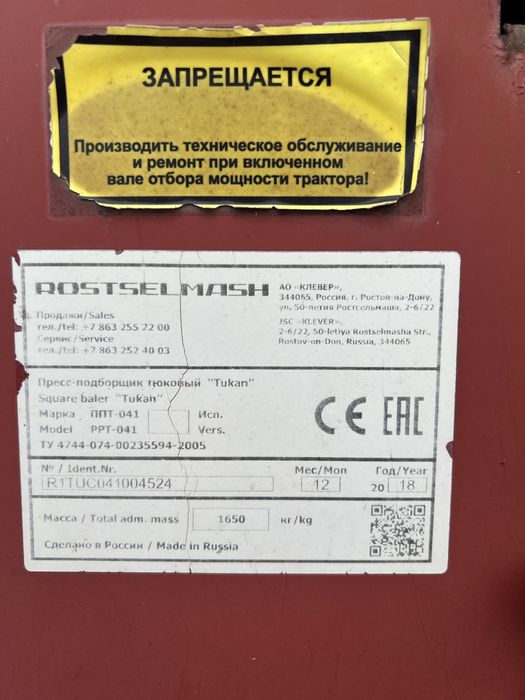 ЗАПРЕЩАЕТСЯ
Производить техническое обслуживание
и ремонт при включенном
вале отбора мощности трактора!
ROSTSELMASH
АО «КЛЕВЕР»,
344065, Россия, г. Ростов-на-Дону,
ул. 50-летия Ростсельмаша, 2-6/22
Продажи/Sales
тел./tel: +7 863 255 22 00
Сервис/Service
тел./tel: +7 863 252 40 03
JSC «KLEVER»,
2-6/22, 50-letiya Rostselmasha Str.,
Rostov-on-Don, Russia, 344065
Пресс-подборщик тюковый "Tukan"
Square baler "Tukan"
Марка ППТ-041 Исп.
Model PPT-041 Vers.
ТУ 4744-074-00235594-2005
CE EAC
№ / Ident.Nr. Мес/Mon Год/Year
R1TUC041004524 12 20 18
Масса / Total adm. mass 1650 кг/kg
Сделано в России / Made in Russia